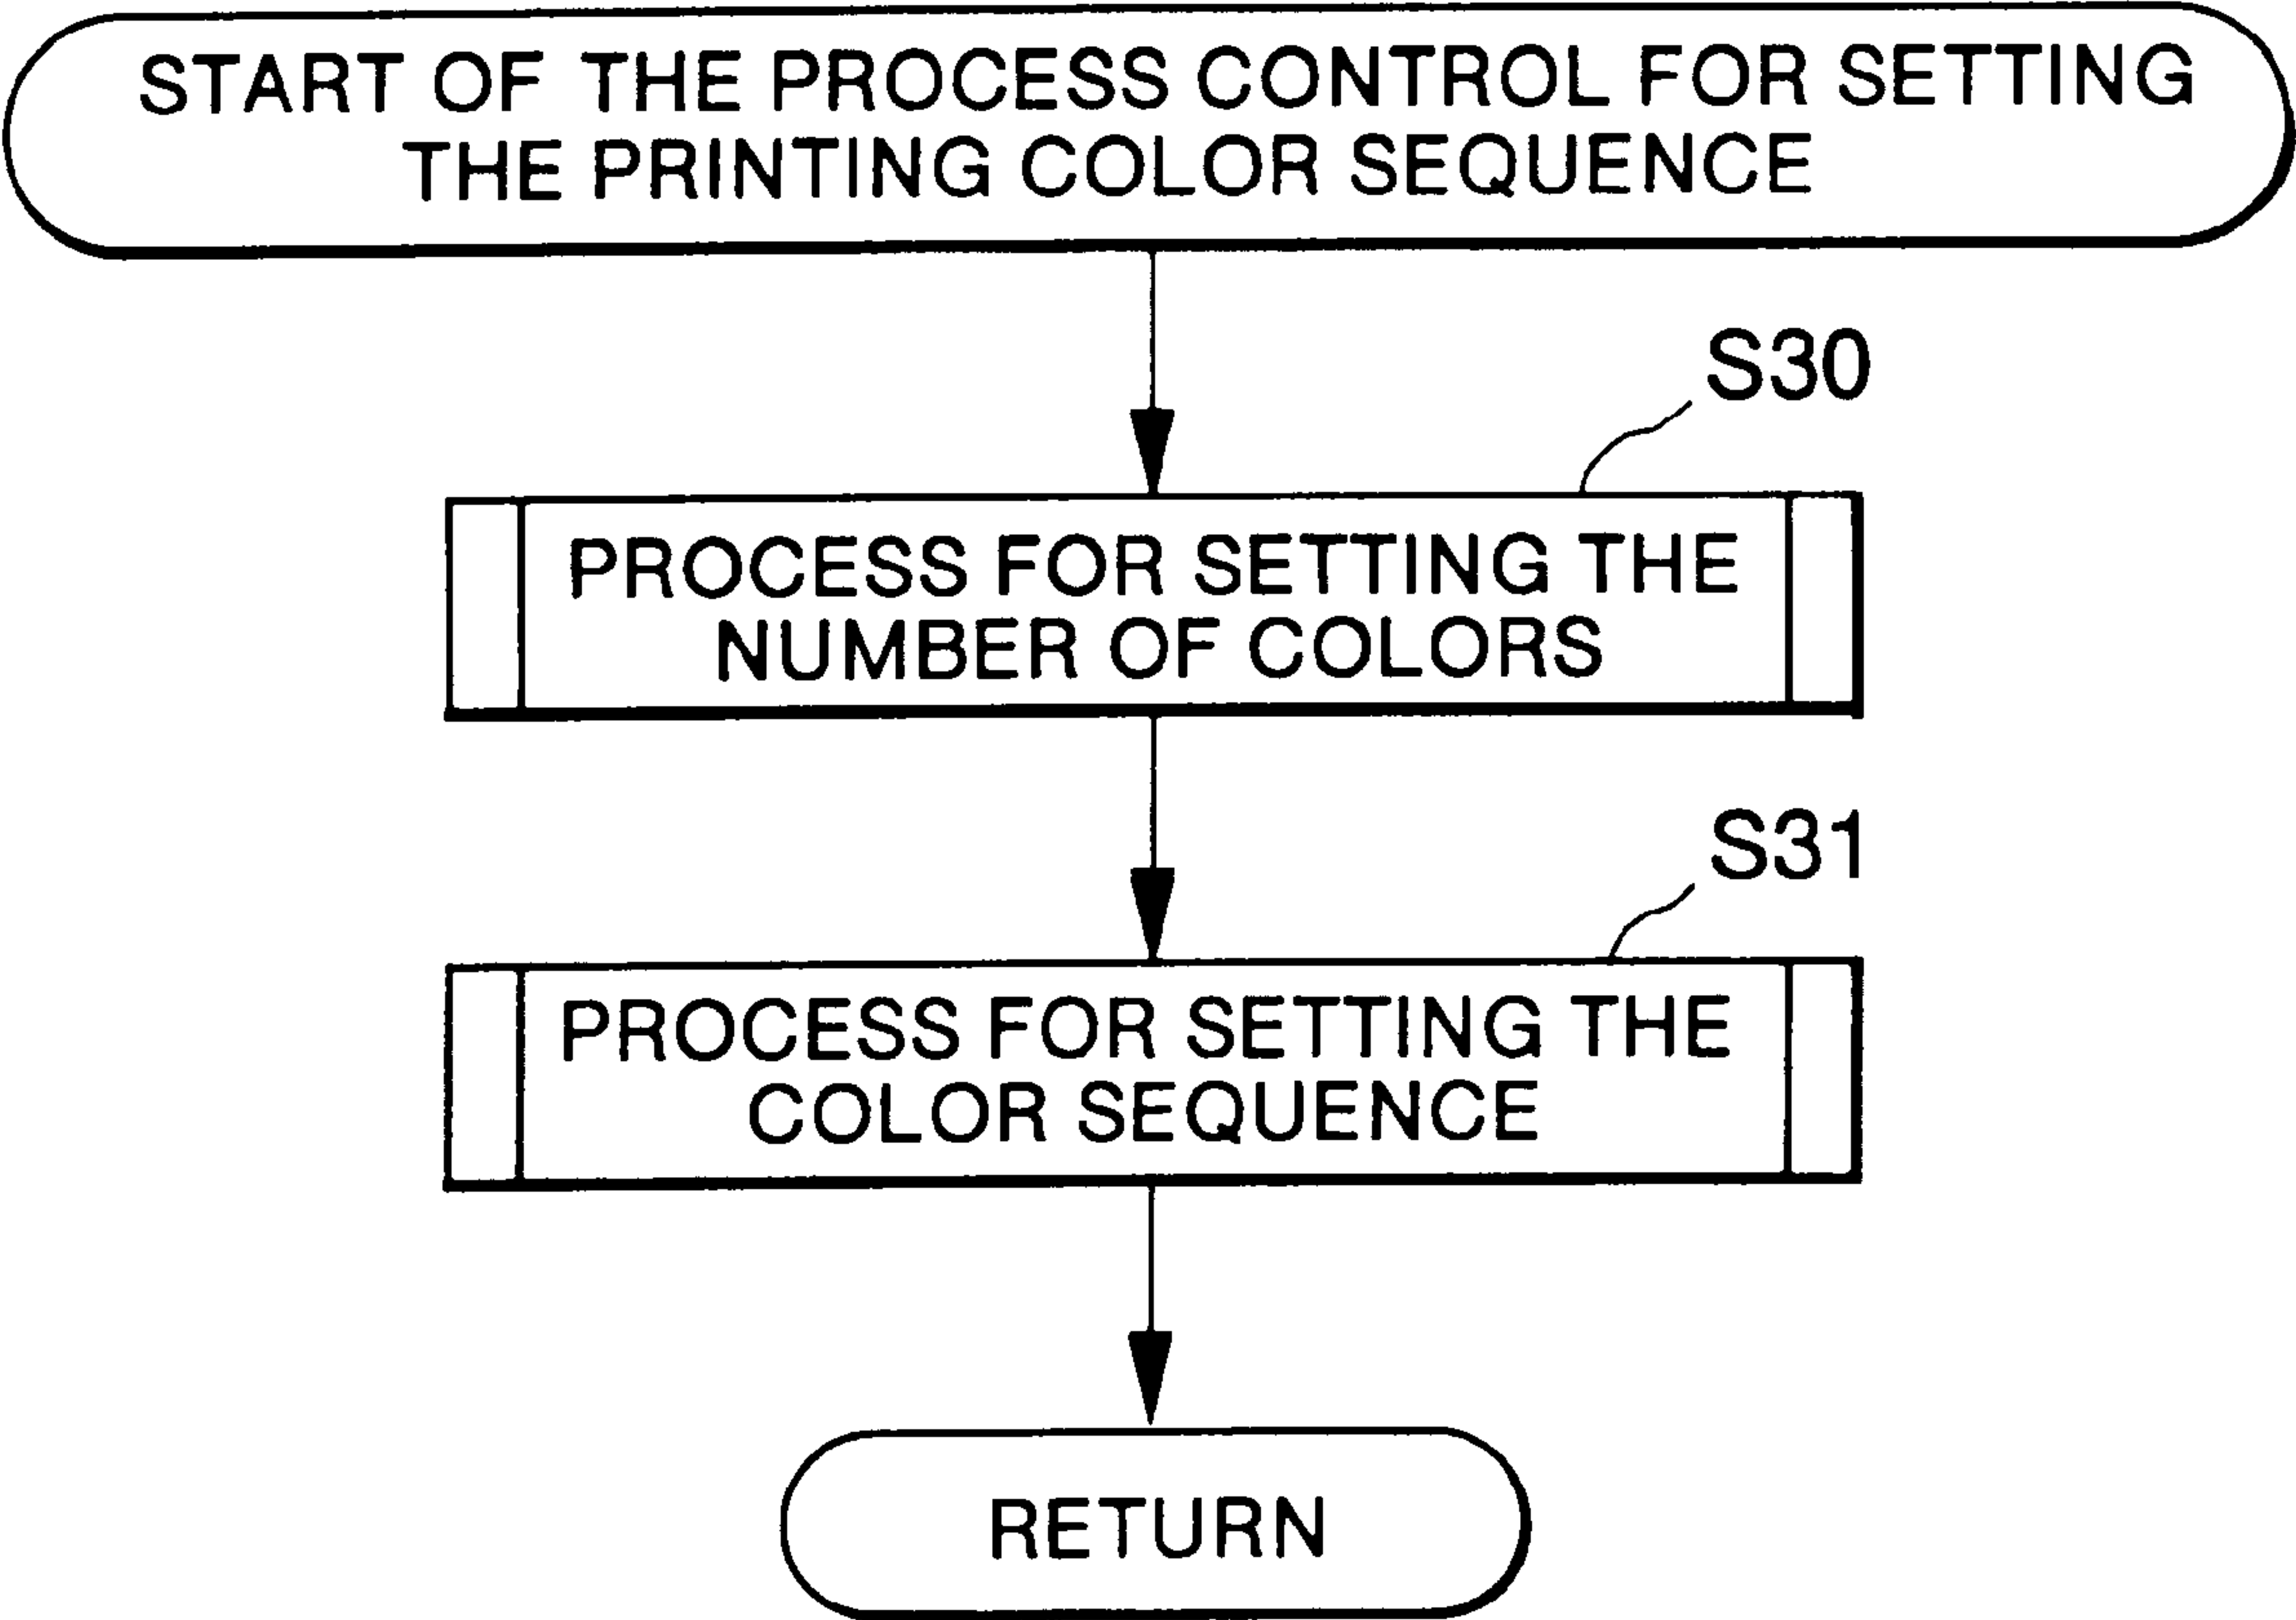 START OF THE PROCESS CONTROL FOR SETTING
THE PRINTING COLOR SEQUENCE
S30
PROCESS FOR SETTING THE
NUMBER OF COLORS
S31
PROCESS FOR SETTING THE
COLOR SEQUENCE
RETURN